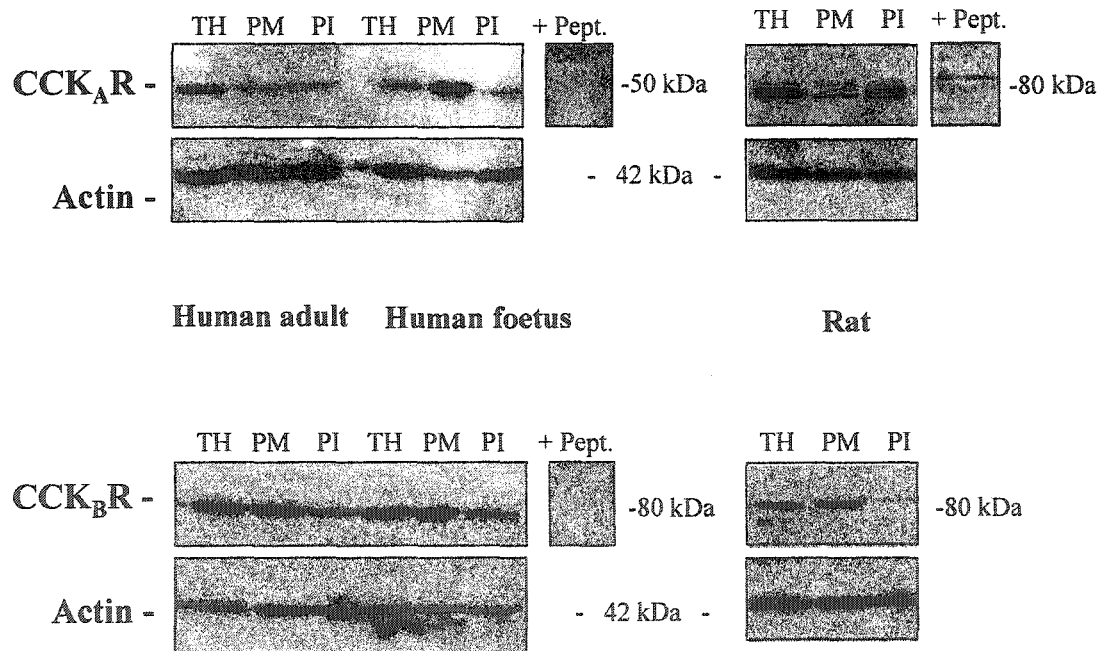 TH PM PI TH PM PI + Pept. TH PM PI + Pept.
CCK_AR - -50 kDa -80 kDa
Actin - - 42 kDa -
Human adult Human foetus Rat
TH PM PI TH PM PI + Pept. TH PM PI
CCK_BR - -80 kDa -80 kDa
Actin - - 42 kDa -